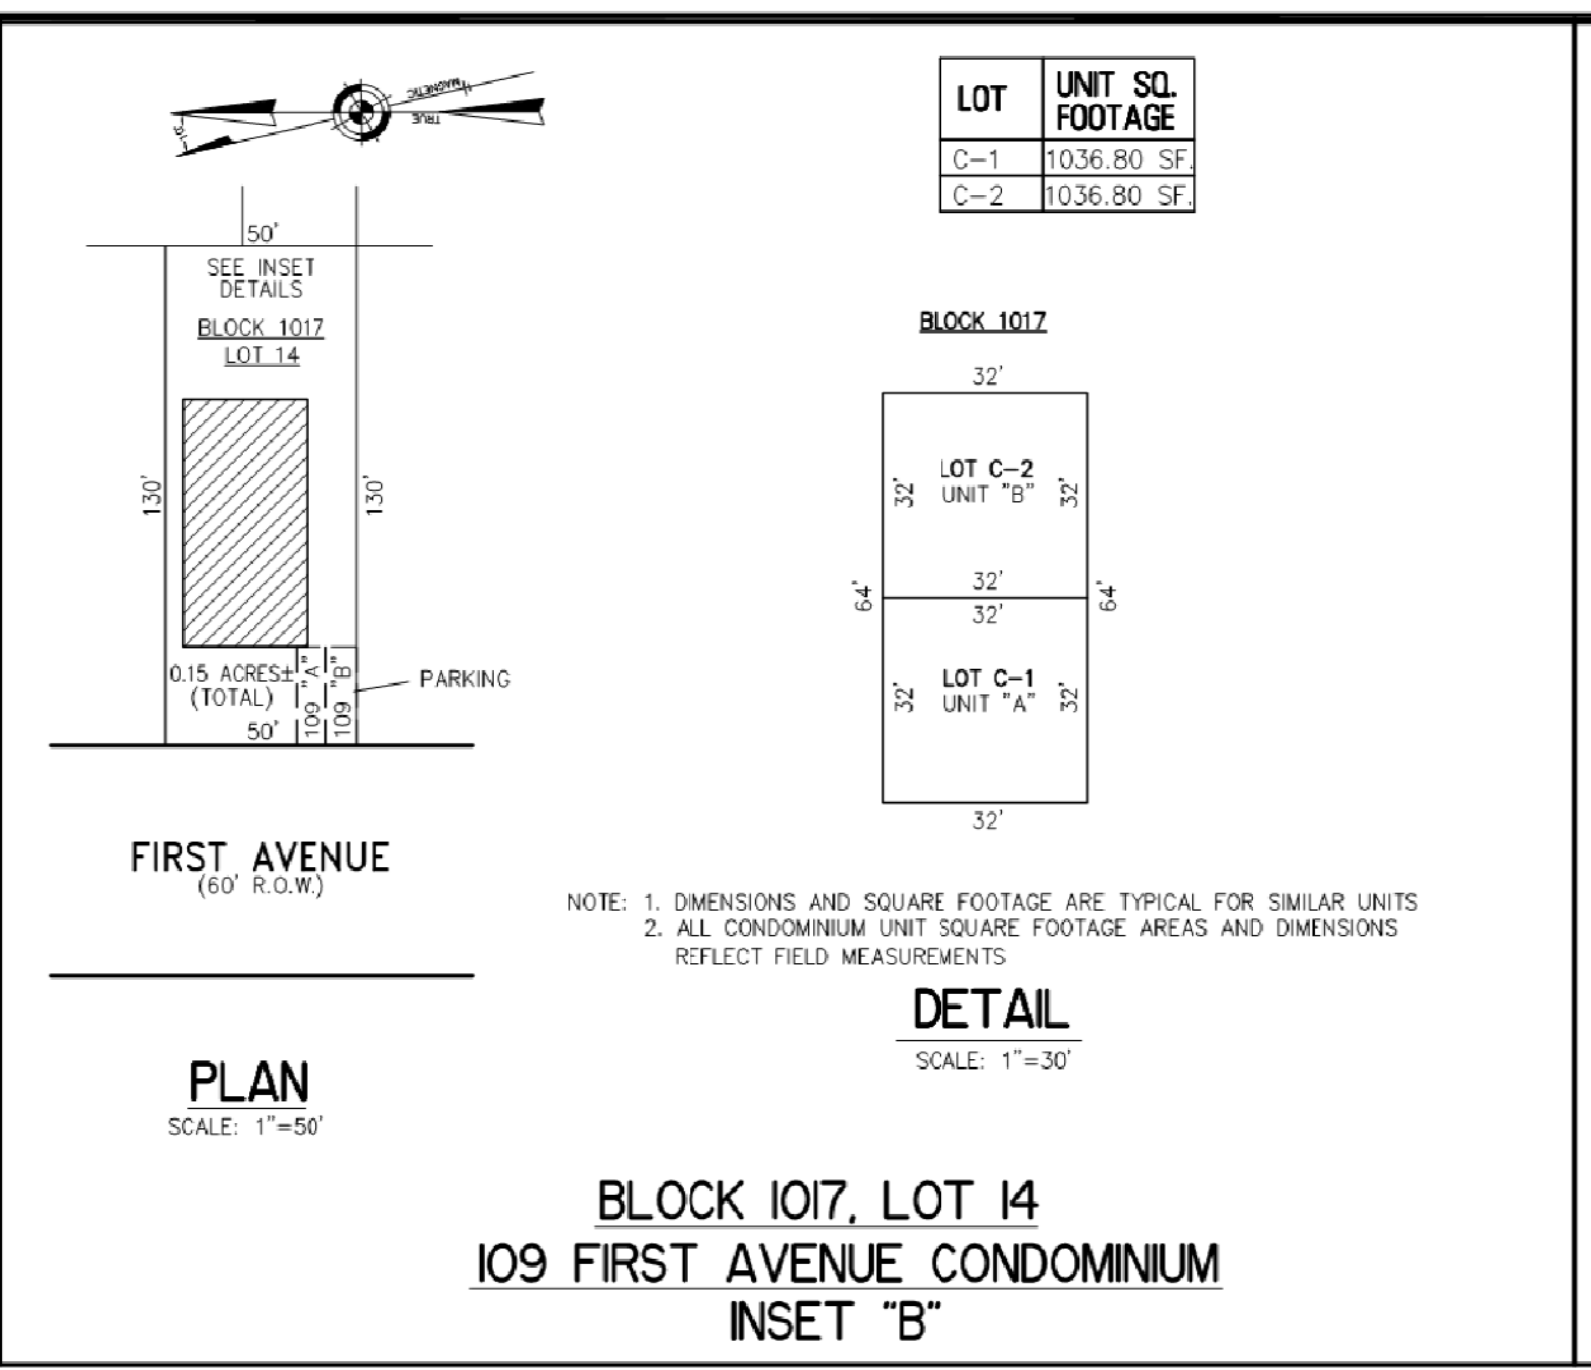 MAGNETIC
TRUE
LOT
UNIT SQ.
FOOTAGE
C-1
1036.80 SF.
C-2
1036.80 SF.
50'
SEE INSET
DETAILS
BLOCK 1017
LOT 14
130'
130'
0.15 ACRES±
(TOTAL)
50'
109 "A"
109 "B"
PARKING
FIRST AVENUE
(60' R.O.W.)
PLAN
SCALE: 1"=50'
BLOCK 1017
32'
LOT C-2
UNIT "B"
32'
32'
32'
64'
64'
32'
LOT C-1
UNIT "A"
32'
32'
32'
NOTE: 1. DIMENSIONS AND SQUARE FOOTAGE ARE TYPICAL FOR SIMILAR UNITS
2. ALL CONDOMINIUM UNIT SQUARE FOOTAGE AREAS AND DIMENSIONS
REFLECT FIELD MEASUREMENTS
DETAIL
SCALE: 1"=30'
BLOCK 1017, LOT 14
109 FIRST AVENUE CONDOMINIUM
INSET "B"